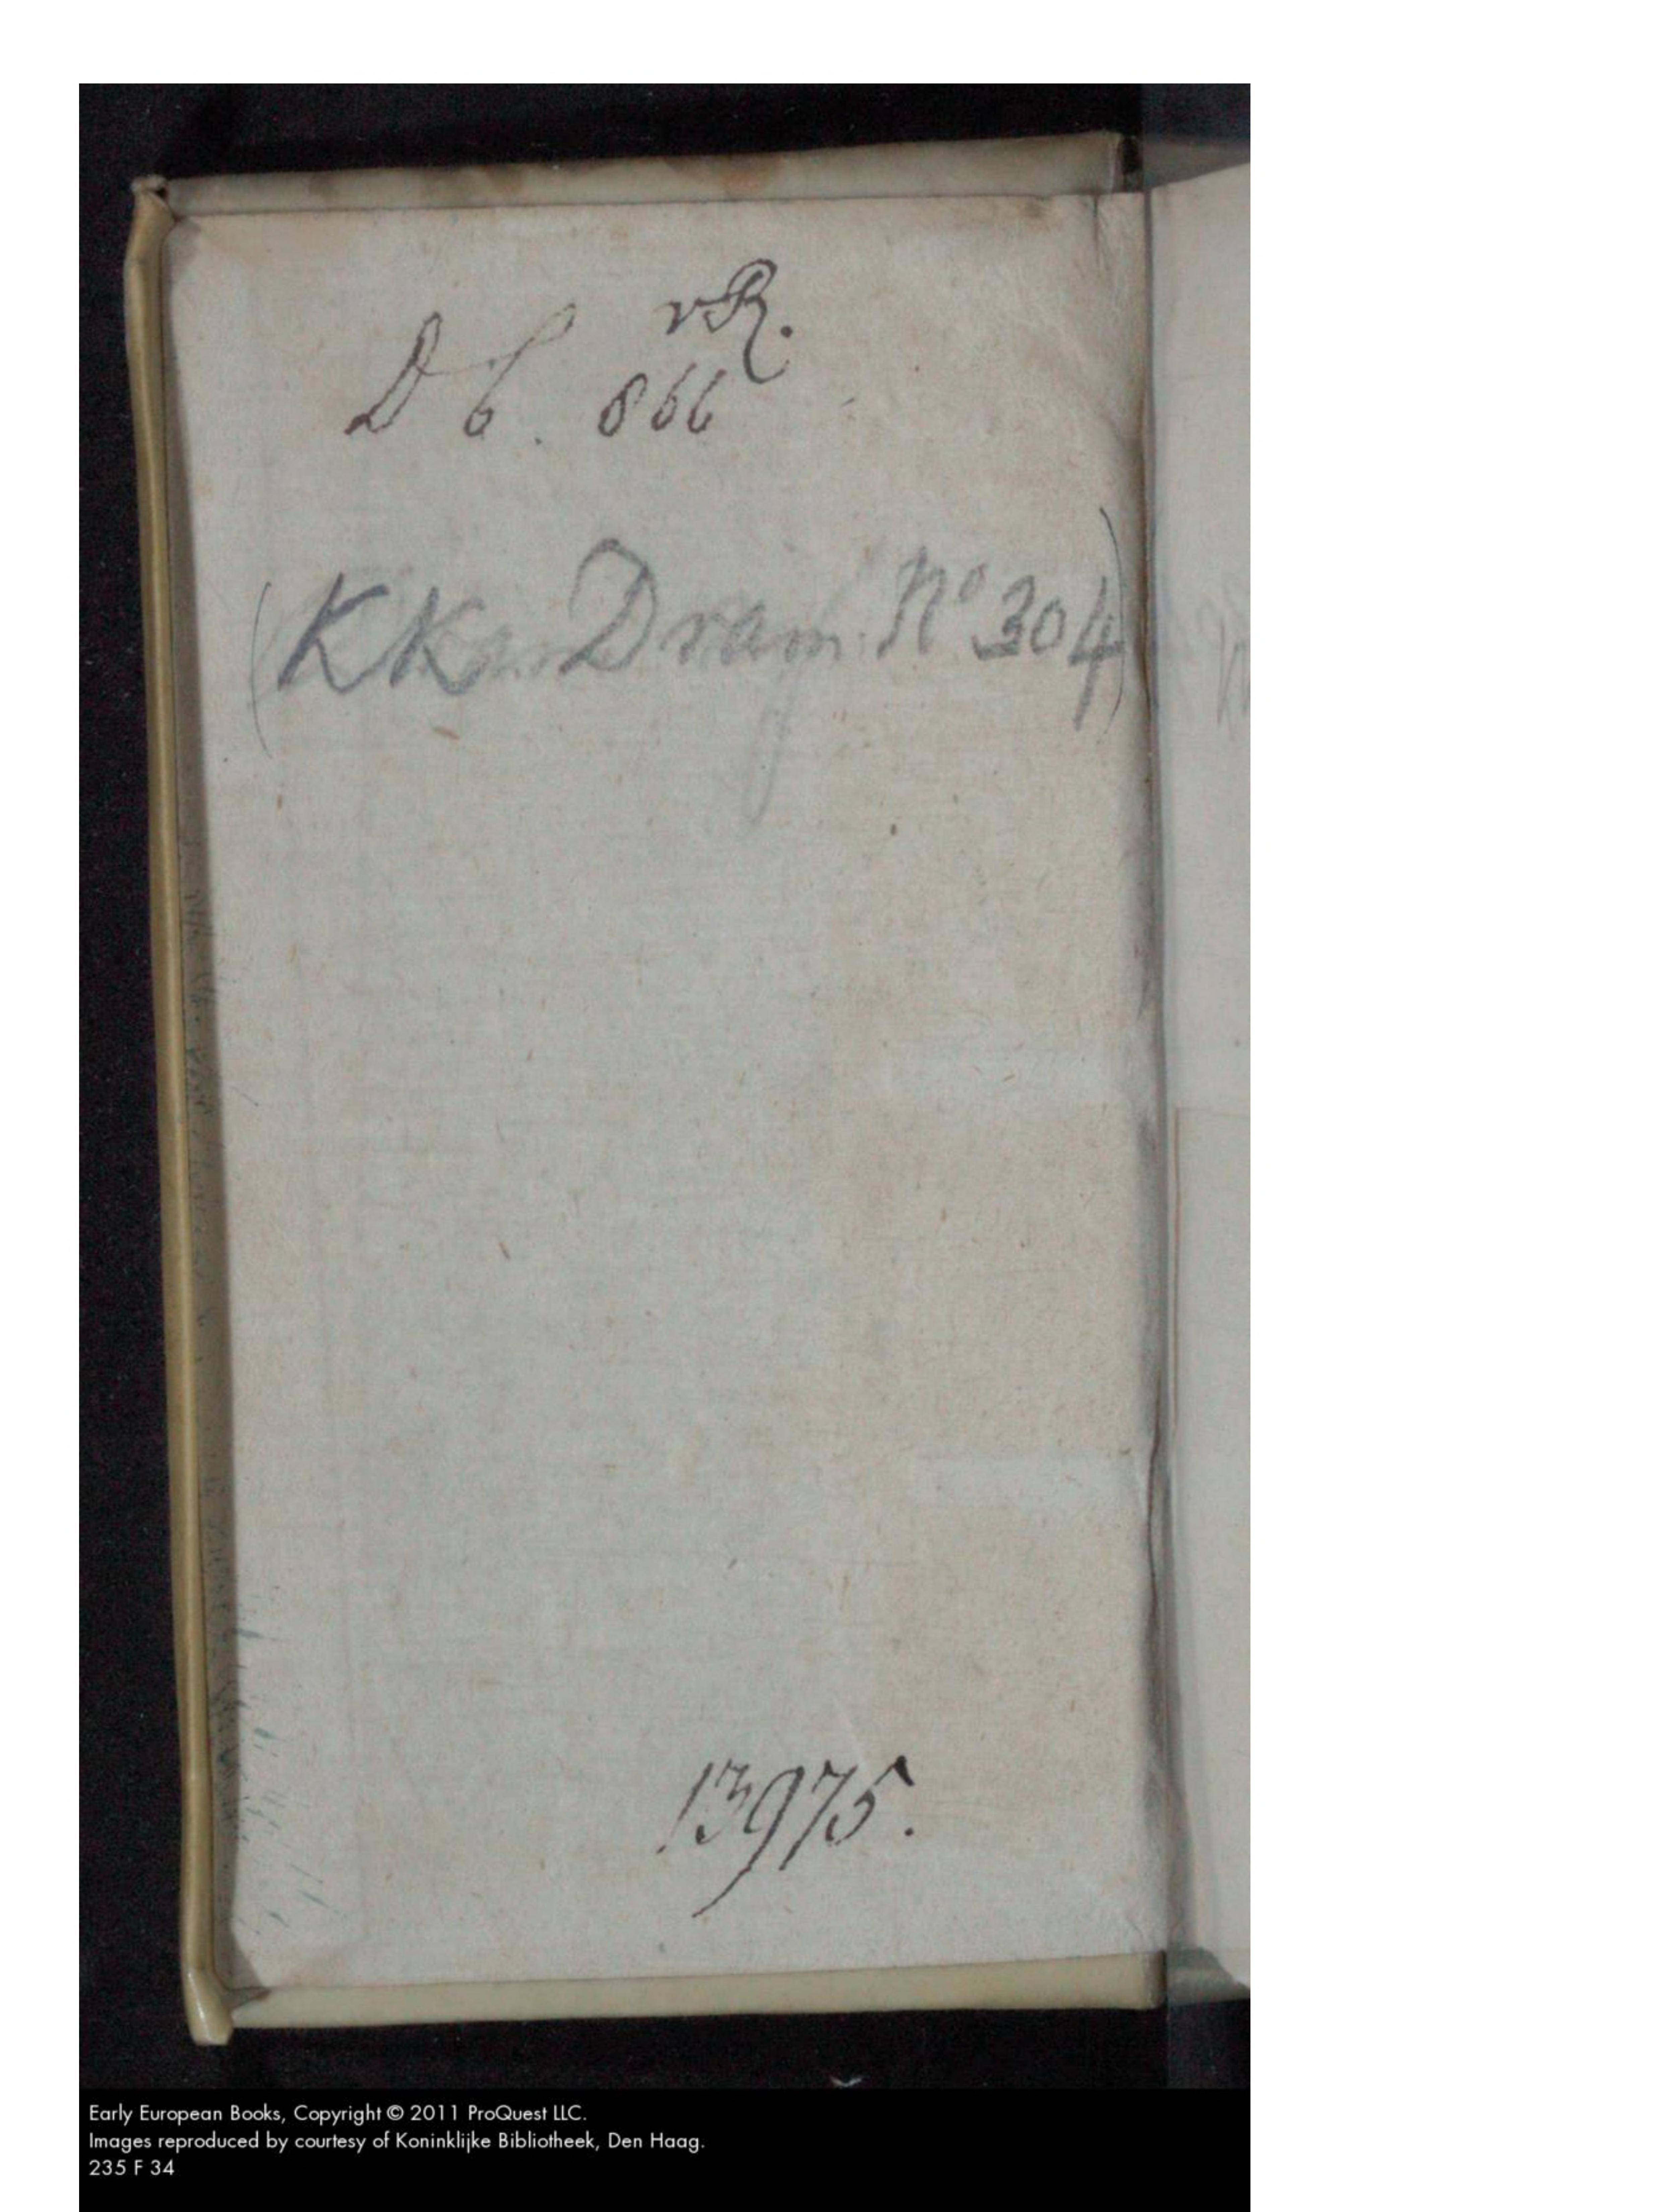 vR.
D 6. 866
(KK Dram. No 304)
13975.
Early European Books, Copyright © 2011 ProQuest LLC.
Images reproduced by courtesy of Koninklijke Bibliotheek, Den Haag.
235 F 34